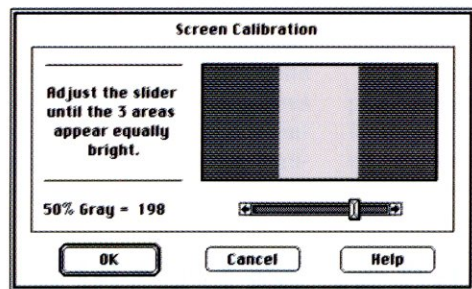 Screen Calibration
Adjust the slider
until the 3 areas
appear equally
bright.
50% Gray = 198
OK
Cancel
Help